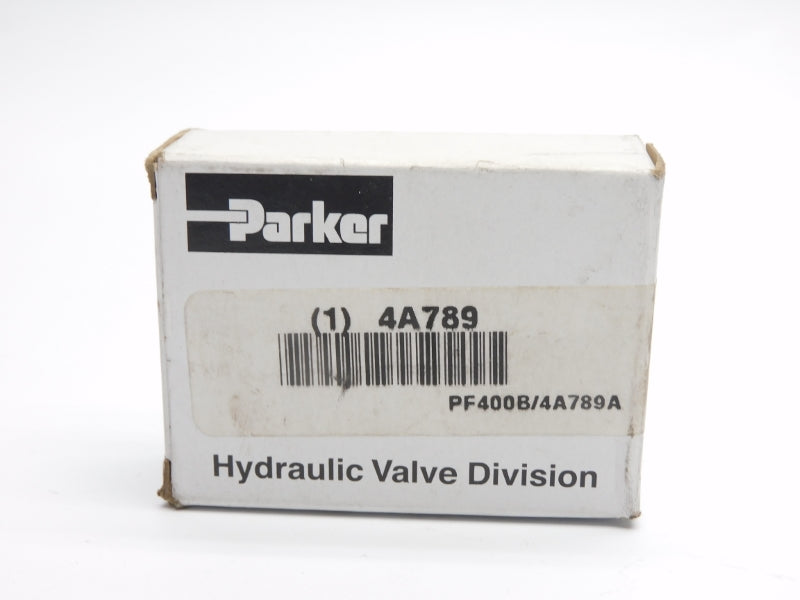 Parker
(1) 4A789
PF400B/4A789A
Hydraulic Valve Division